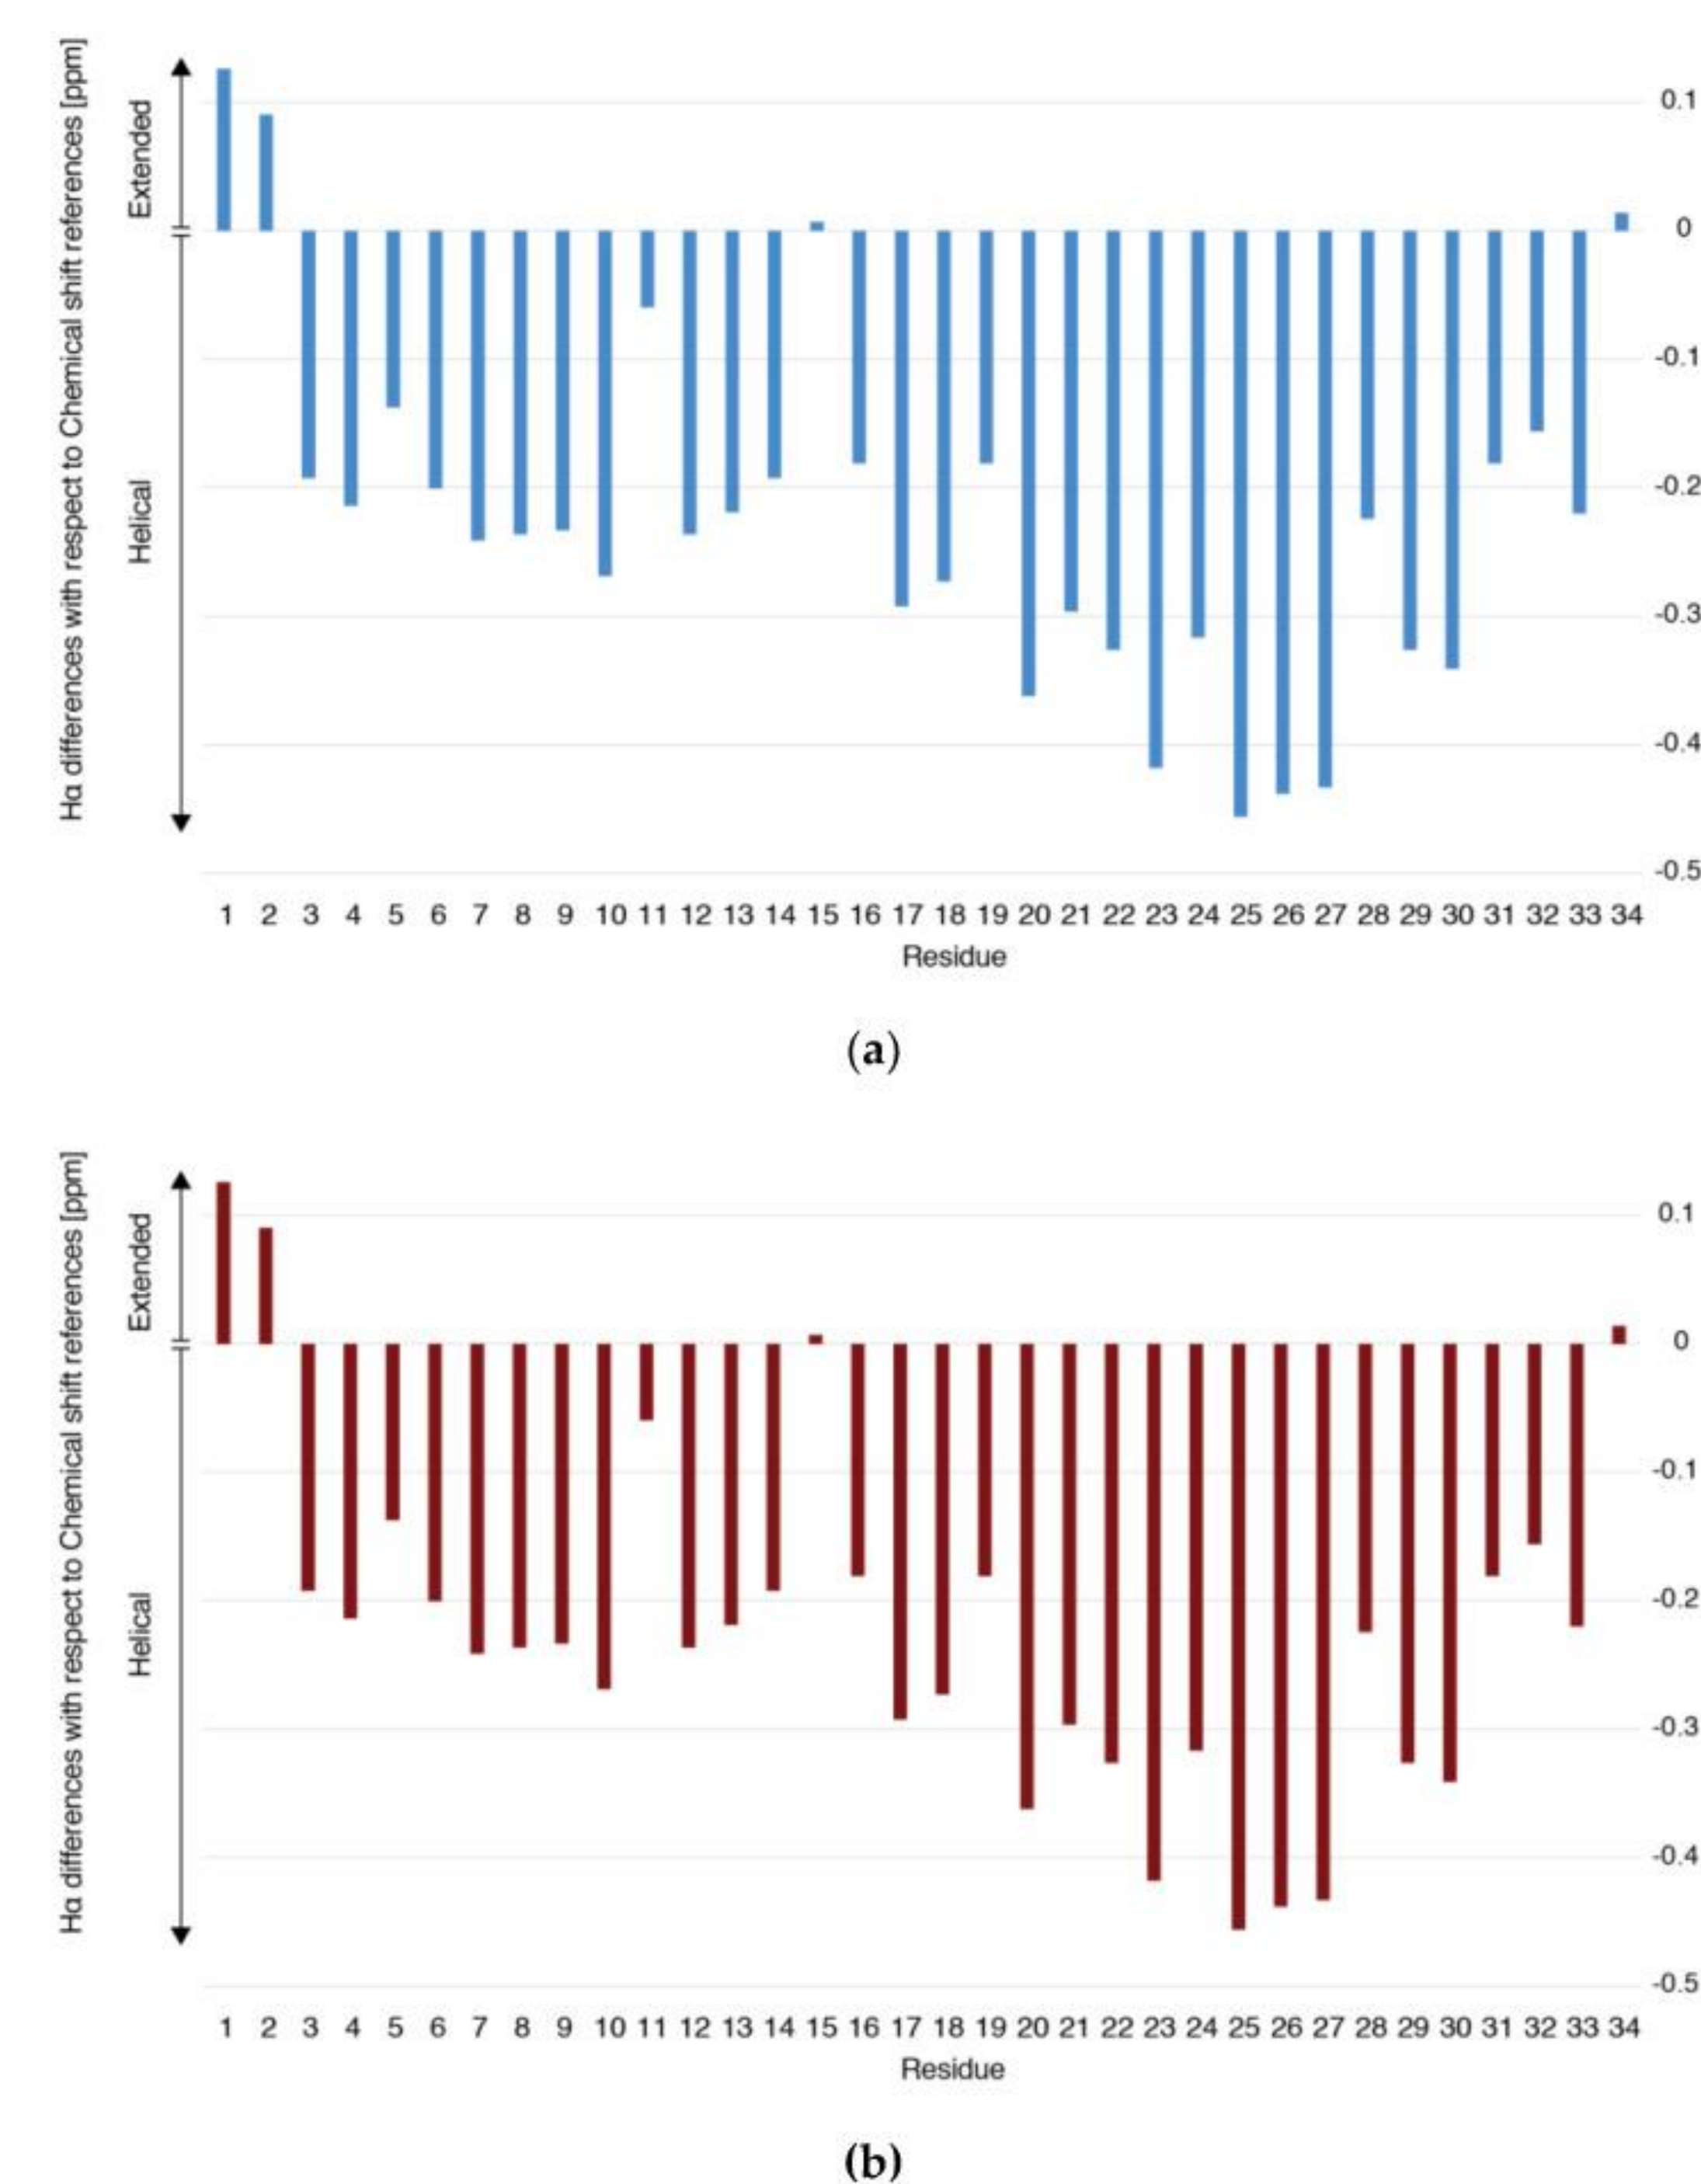 Hα differences with respect to Chemical shift references [ppm]
Extended
Helical
0.1
0
-0.1
-0.2
-0.3
-0.4
-0.5
1 2 3 4 5 6 7 8 9 10 11 12 13 14 15 16 17 18 19 20 21 22 23 24 25 26 27 28 29 30 31 32 33 34
Residue
(a)
Hα differences with respect to Chemical shift references [ppm]
Extended
Helical
0.1
0
-0.1
-0.2
-0.3
-0.4
-0.5
1 2 3 4 5 6 7 8 9 10 11 12 13 14 15 16 17 18 19 20 21 22 23 24 25 26 27 28 29 30 31 32 33 34
Residue
(b)